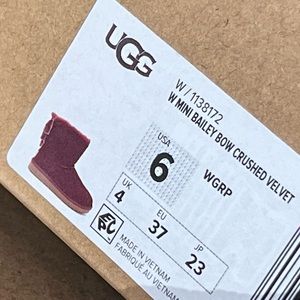 UGG
W / 1138172
W MINI BAILEY BOW CRUSHED VELVET
USA
6
WGRP
UK
4
EU
37
JP
23
MADE IN VIETNAM
FABRIQUÉ AU VIETNAM